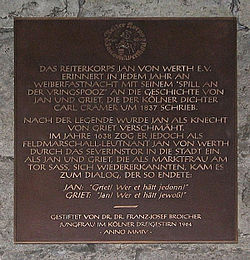 DAS REITERKORPS JAN VON WERTH E.V.
ERINNERT IN JEDEM JAHR AN
WEIBERFASTNACHT MIT SEINEM "SPILL AN
DER VRINGSPOOZ" AN DIE GESCHICHTE VON
JAN UND GRIET, DIE DER KÖLNER DICHTER
CARL CRAMER UM 1837 SCHRIEB.
NACH DER LEGENDE WURDE JAN ALS KNECHT
VON GRIET VERSCHMÄHT.
IM JAHRE 1638 ZOG ER JEDOCH ALS
FELDMARSCHALL-LEUTNANT JAN VON WERTH
DURCH DAS SEVERINSTOR IN DIE STADT EIN.
ALS JAN UND GRIET, DIE ALS MARKTFRAU AM
TOR SASS, SICH WIEDERERKANNTEN, KAM ES
ZUM DIALOG, DER SO ENDETE:
JAN: "Griet! Wer et hätt jedonn!"
GRIET: "Jan! Wer et hätt jewoß!"
GESTIFTET VON DR. DR. FRANZ-JOSEF BROICHER
JUNGFRAU IM KÖLNER DREIGESTIRN 1964
· ANNO MMIV ·